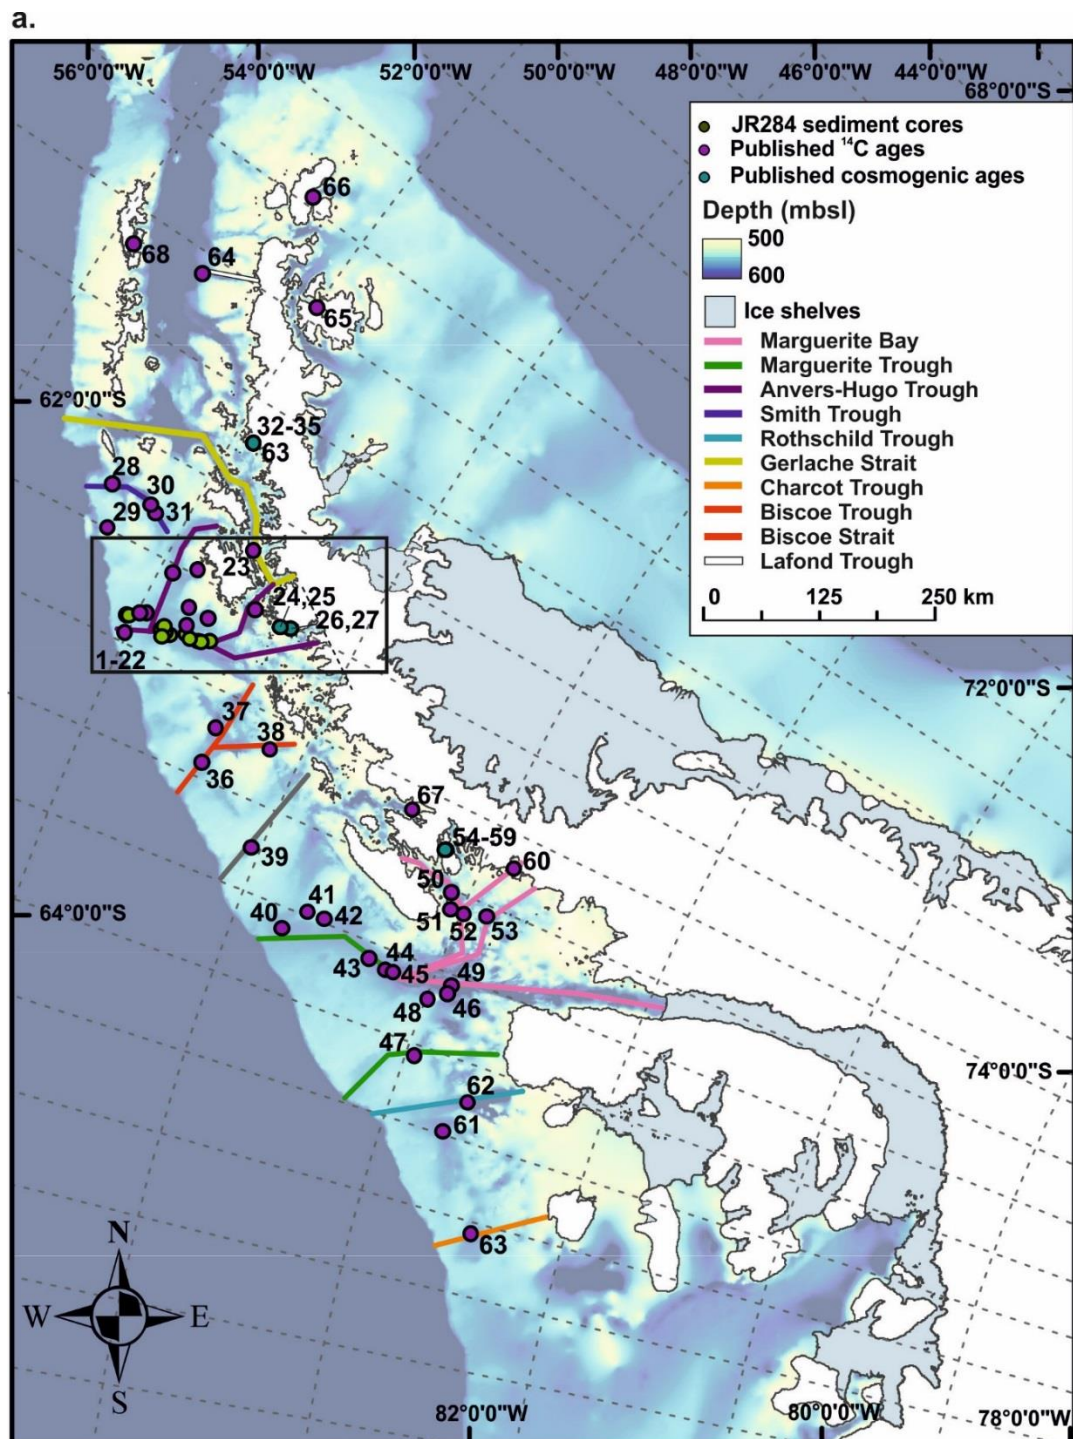 a.
56°0'0"W
54°0'0"W
52°0'0"W
50°0'0"W
48°0'0"W
46°0'0"W
44°0'0"W
68°0'0"S
JR284 sediment cores
Published ¹⁴C ages
Published cosmogenic ages
Depth (mbsl)
500
600
Ice shelves
Marguerite Bay
Marguerite Trough
Anvers-Hugo Trough
Smith Trough
Rothschild Trough
Gerlache Strait
Charcot Trough
Biscoe Trough
Biscoe Strait
Lafond Trough
0 125 250 km
66
68
64
65
62°0'0"S
32-35
63
28
30
31
29
23
24,25
26,27
1-22
72°0'0"S
37
38
36
67
54-59
39
60
50
41
51
52
53
64°0'0"S
40
42
44
43
45
49
48
46
47
74°0'0"S
62
61
63
N
W E
S
82°0'0"W
80°0'0"W
78°0'0"W